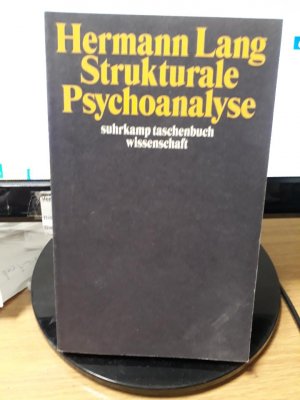 Hermann Lang
Strukturale
Psychoanalyse
suhrkamp taschenbuch
wissenschaft